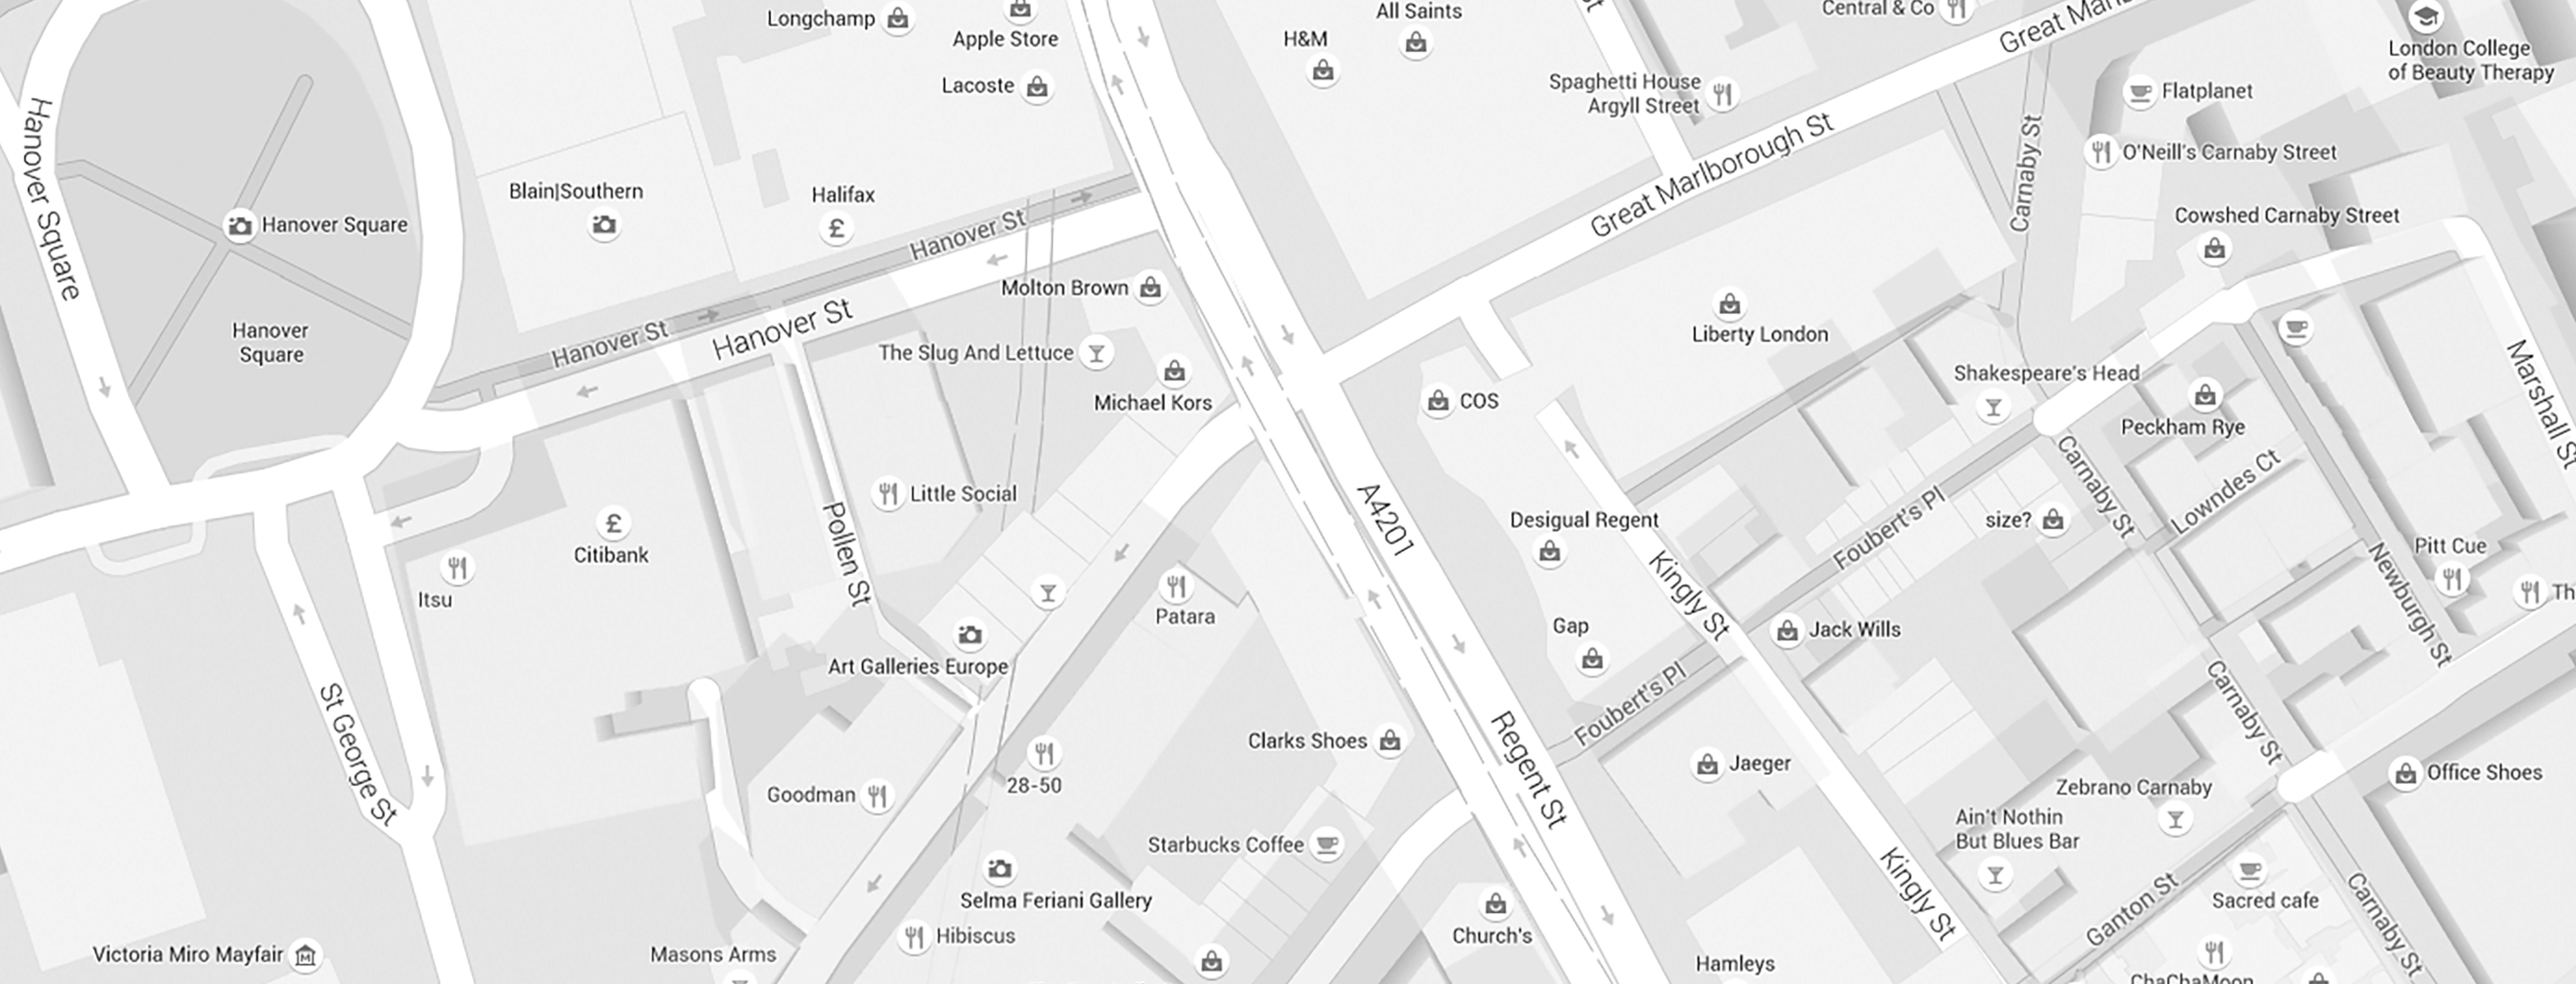 Longchamp
Apple Store
Lacoste
H&M
All Saints
Spaghetti House
Argyll Street
Central & Co
London College
of Beauty Therapy
Flatplanet
O'Neill's Carnaby Street
Cowshed Carnaby Street
Carnaby St
Great Marlborough St
Hanover Square
Hanover Square
Hanover
Square
Blain|Southern
Halifax
£
Hanover St
Hanover St
Hanover St
Molton Brown
The Slug And Lettuce
Michael Kors
COS
Liberty London
Shakespeare's Head
Peckham Rye
Marshall St
Carnaby St
Lowndes Ct
size?
Foubert's Pl
Pitt Cue
Newburgh St
Th
Little Social
Pollen St
£
Citibank
Itsu
A4201
Desigual Regent
Kingly St
Gap
Jack Wills
Patara
Art Galleries Europe
St George St
Foubert's Pl
Carnaby St
Clarks Shoes
Regent St
Jaeger
28-50
Goodman
Zebrano Carnaby
Office Shoes
Ain't Nothin
But Blues Bar
Starbucks Coffee
Kingly St
Sacred cafe
Ganton St
Carnaby St
Selma Feriani Gallery
Hibiscus
Church's
Hamleys
Masons Arms
Victoria Miro Mayfair
ChaChaMoon